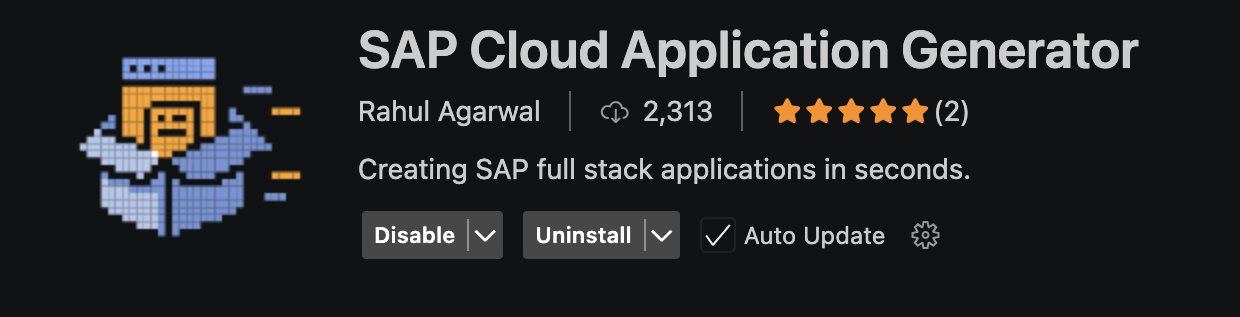 SAP Cloud Application Generator
Rahul Agarwal 2,313 (2)
Creating SAP full stack applications in seconds.
Disable Uninstall Auto Update